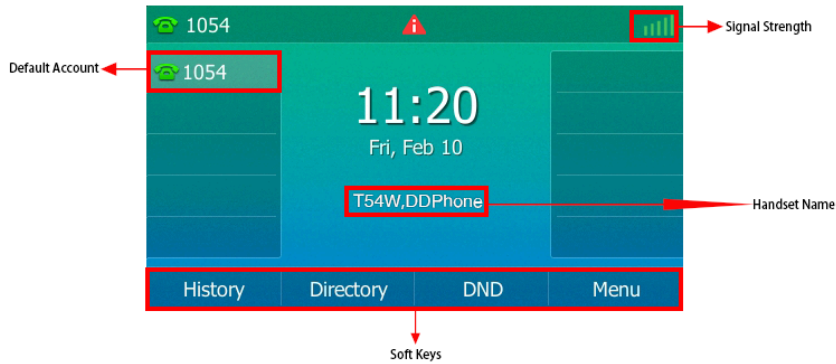 1054
Signal Strength
Default Account
1054
11:20
Fri, Feb 10
T54W,DDPhone
Handset Name
History Directory DND Menu
Soft Keys